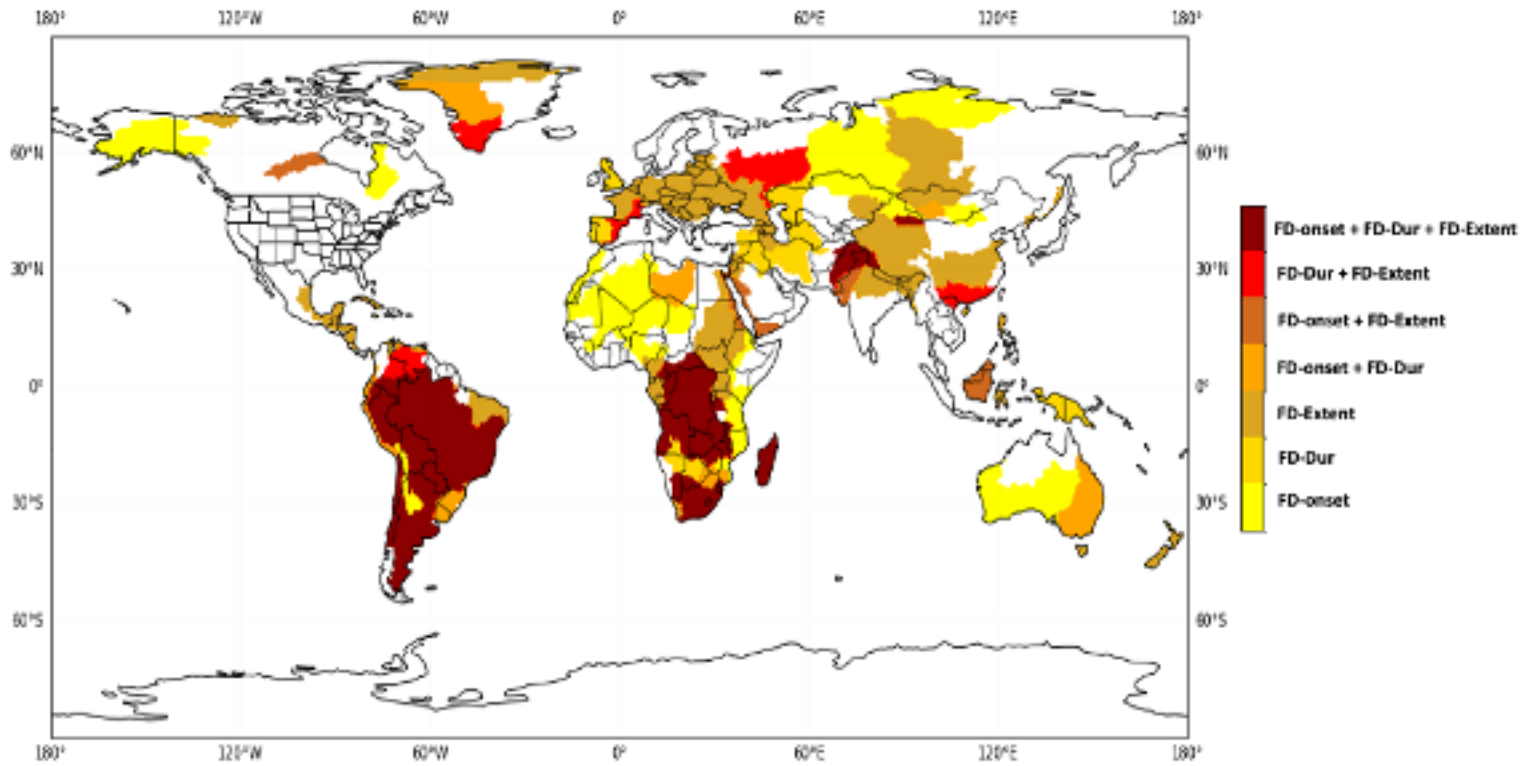 180° 120°W 60°W 0° 60°E 120°E 180°
60°N 60°N
FD-onset + FD-Dur + FD-Extent
30°N 30°N FD-Dur + FD-Extent
FD-onset + FD-Extent
0° 0° FD-onset + FD-Dur
FD-Extent
FD-Dur
30°S 30°S FD-onset
60°S 60°S
180° 120°W 60°W 0° 60°E 120°E 180°